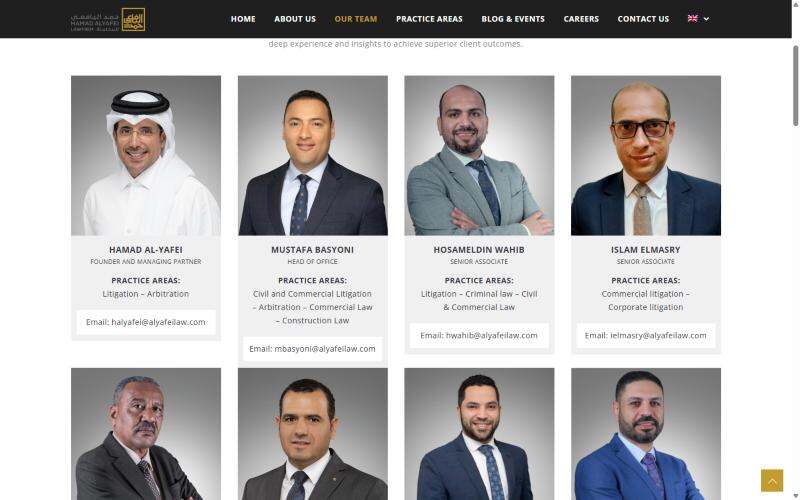 حمد اليافعي
HAMAD ALYAFEI
HOME
ABOUT US
OUR TEAM
PRACTICE AREAS
BLOG & EVENTS
CAREERS
CONTACT US
deep experience and insights to achieve superior client outcomes.
HAMAD AL-YAFEI
FOUNDER AND MANAGING PARTNER
PRACTICE AREAS:
Litigation – Arbitration
Email: halyafei@alyafeilaw.com
MUSTAFA BASYONI
HEAD OF OFFICE
PRACTICE AREAS:
Civil and Commercial Litigation
– Arbitration – Commercial Law
– Construction Law
Email: mbasyoni@alyafeilaw.com
HOSAMELDIN WAHIB
SENIOR ASSOCIATE
PRACTICE AREAS:
Litigation – Criminal law – Civil
& Commercial Law
Email: hwahib@alyafeilaw.com
ISLAM ELMASRY
SENIOR ASSOCIATE
PRACTICE AREAS:
Commercial litigation –
Corporate litigation
Email: ielmasry@alyafeilaw.com